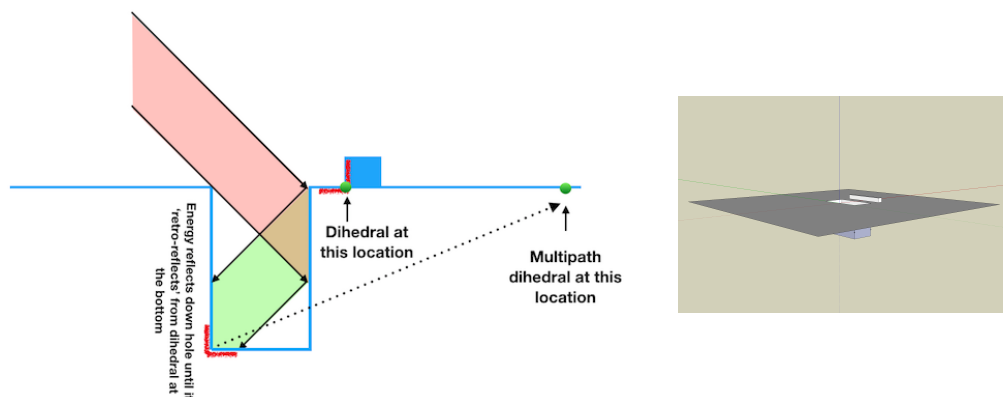 Energy reflects down hole until it
'retro-reflects' from dihedral at
the bottom
Dihedral at
this location
Multipath
dihedral at this
location